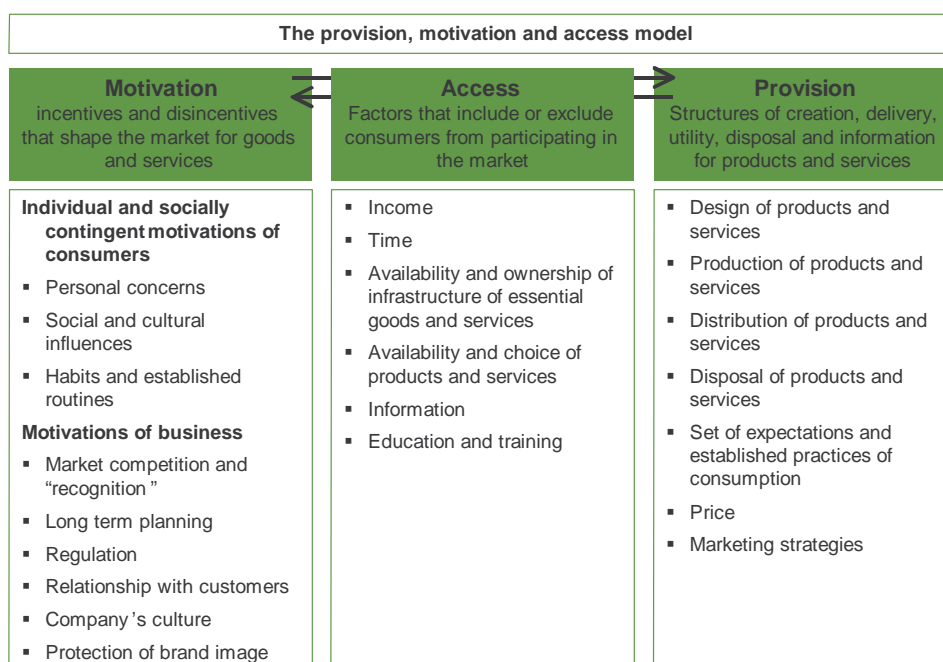 The provision, motivation and access model
Motivation
incentives and disincentives
that shape the market for goods
and services
Access
Factors that include or exclude
consumers from participating in
the market
Provision
Structures of creation, delivery,
utility, disposal and information
for products and services
Individual and socially
contingent motivations of
consumers
▪ Personal concerns
▪ Social and cultural
influences
▪ Habits and established
routines
Motivations of business
▪ Market competition and
“recognition ”
▪ Long term planning
▪ Regulation
▪ Relationship with customers
▪ Company ’s culture
▪ Protection of brand image
▪ Income
▪ Time
▪ Availability and ownership of
infrastructure of essential
goods and services
▪ Availability and choice of
products and services
▪ Information
▪ Education and training
▪ Design of products and
services
▪ Production of products and
services
▪ Distribution of products and
services
▪ Disposal of products and
services
▪ Set of expectations and
established practices of
consumption
▪ Price
▪ Marketing strategies